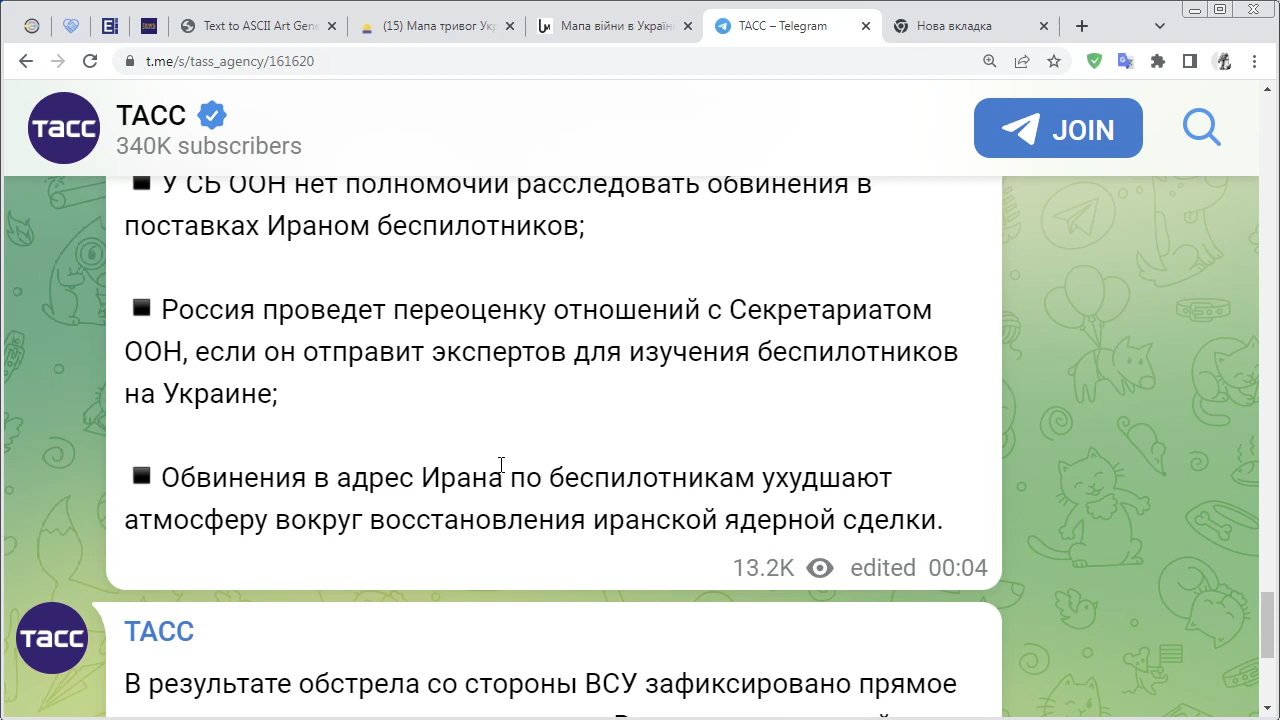 Text to ASCII Art Gene
(15) Мапа тривог Укр
Мапа війни в Україн
ТАСС – Telegram
Нова вкладка
t.me/s/tass_agency/161620
ТАСС
ТАСС
340K subscribers
JOIN
У СБ ООН нет полномочий расследовать обвинения в
поставках Ираном беспилотников;
Россия проведет переоценку отношений с Секретариатом
ООН, если он отправит экспертов для изучения беспилотников
на Украине;
Обвинения в адрес Ирана по беспилотникам ухудшают
атмосферу вокруг восстановления иранской ядерной сделки.
13.2K edited 00:04
ТАСС
ТАСС
В результате обстрела со стороны ВСУ зафиксировано прямое